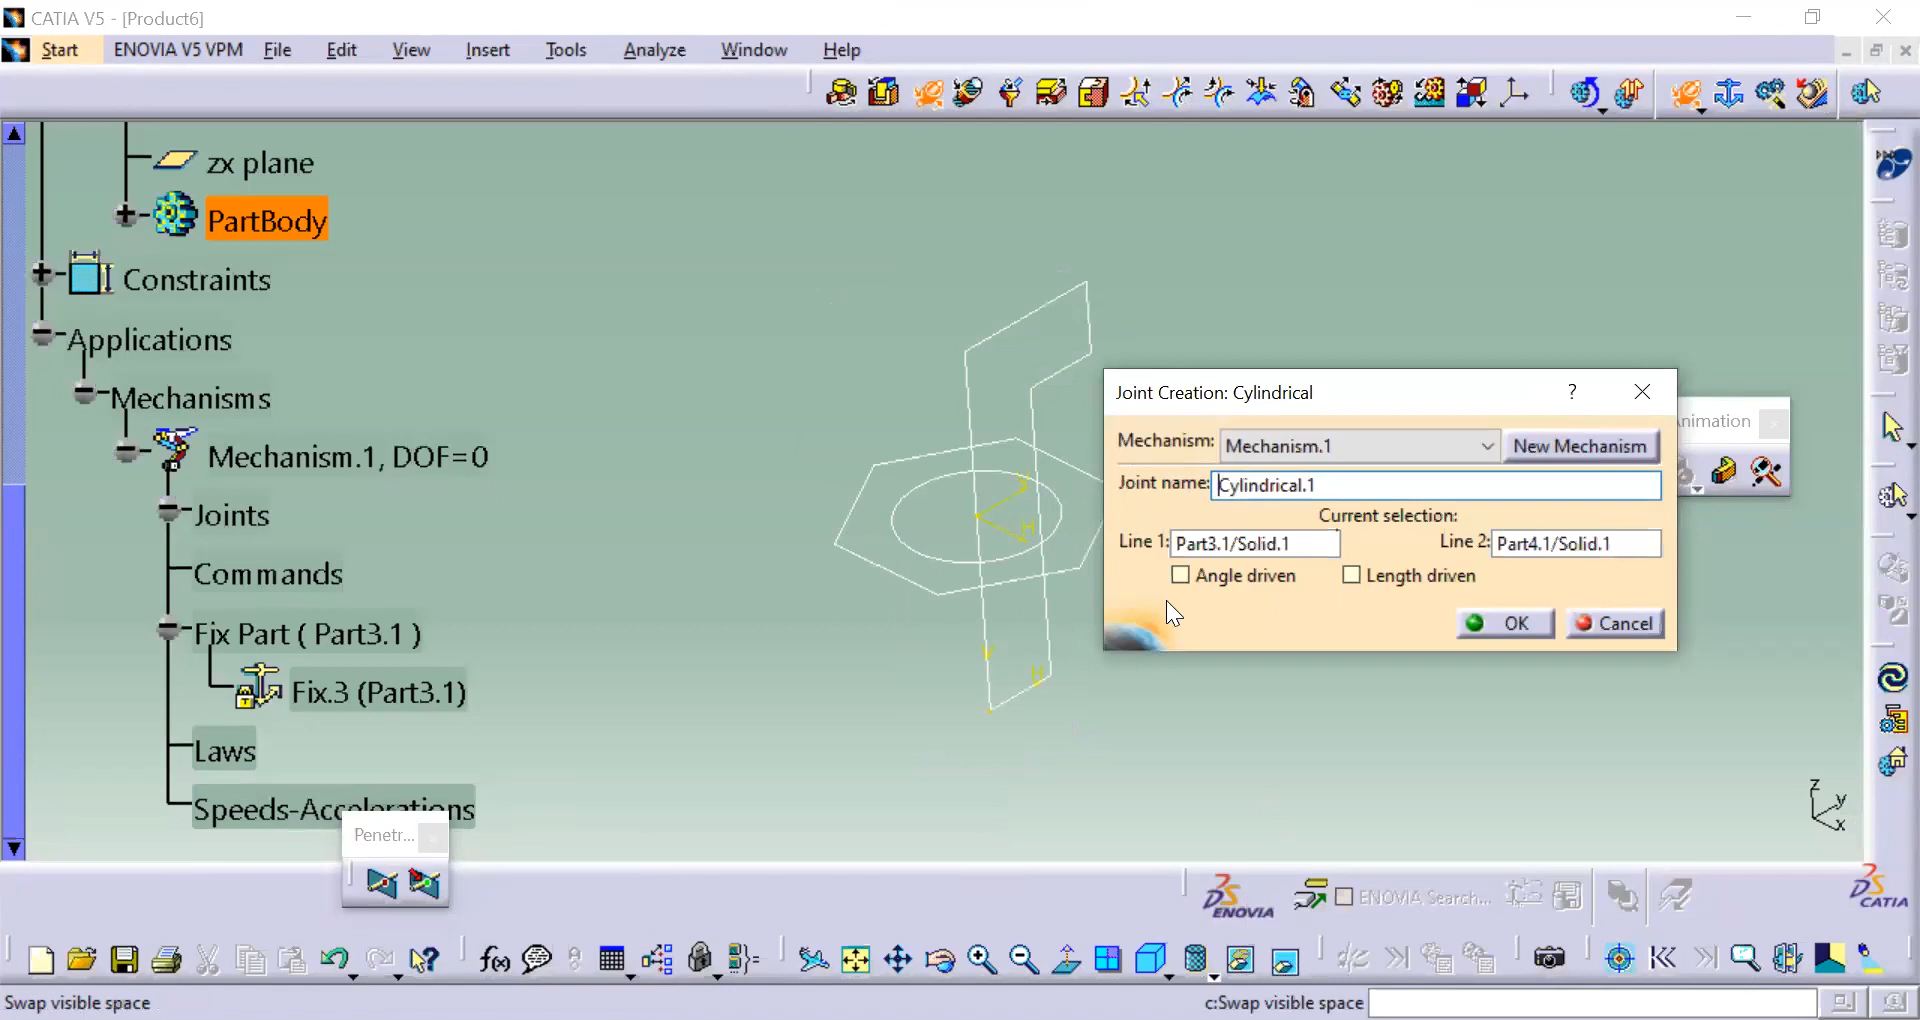 CATIA V5 - [Product6]
Start ENOVIA V5 VPM File Edit View Insert Tools Analyze Window Help
zx plane
PartBody
Constraints
Applications
Mechanisms
Mechanism.1, DOF=0
Joints
Commands
Fix Part ( Part3.1 )
Fix.3 (Part3.1)
Laws
Speeds-Accelerations
Penetr...
V
H
V
H
Joint Creation: Cylindrical ?
Mechanism: Mechanism.1 New Mechanism
Joint name: Cylindrical.1
Current selection:
Line 1: Part3.1/Solid.1 Line 2: Part4.1/Solid.1
Angle driven Length driven
OK Cancel
nimation
z
y
x
ENOVIA
ENOVIA Search...
CATIA
f(x)
Swap visible space
c:Swap visible space